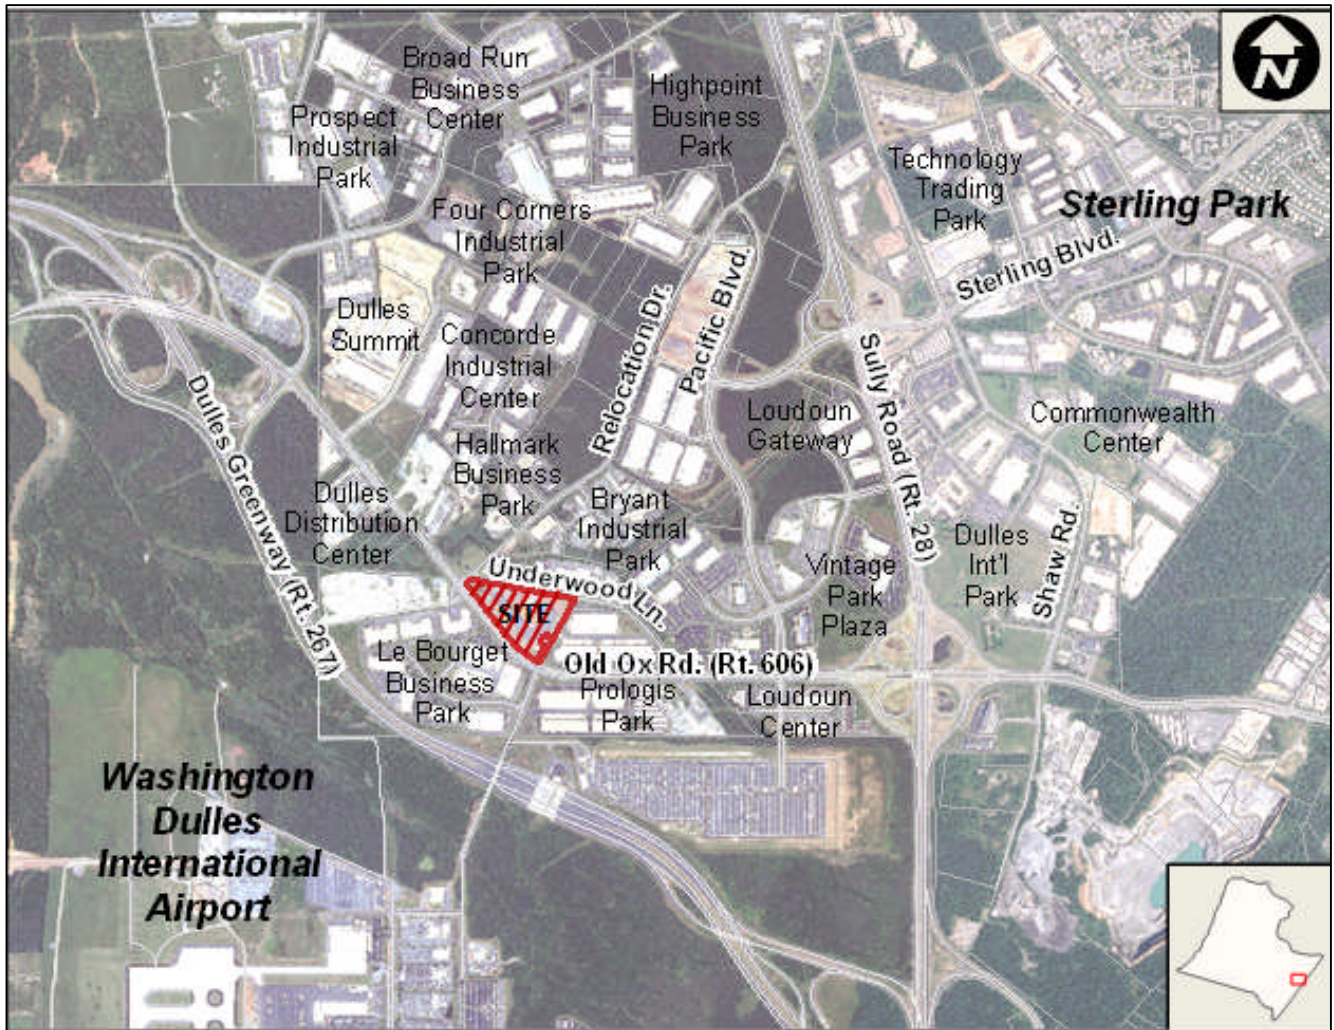 N
Broad Run
Business
Center
Highpoint
Business
Park
Prospect
Industrial
Park
Technology
Trading
Park
Sterling Park
Four Corners
Industrial
Park
Sterling Blvd.
Pacific Blvd.
Relocation Dr.
Dulles
Summit
Concorde
Industrial
Center
Sully Road (Rt. 28)
Dulles Greenway (Rt. 267)
Loudoun
Gateway
Commonwealth
Center
Hallmark
Business
Park
Dulles
Distribution
Center
Bryant
Industrial
Park
Shaw Rd.
Dulles
Int'l
Park
Vintage
Park
Plaza
Underwood Ln.
SITE
Le Bourget
Business
Park
Old Ox Rd. (Rt. 606)
Prologis
Park
Loudoun
Center
Washington
Dulles
International
Airport